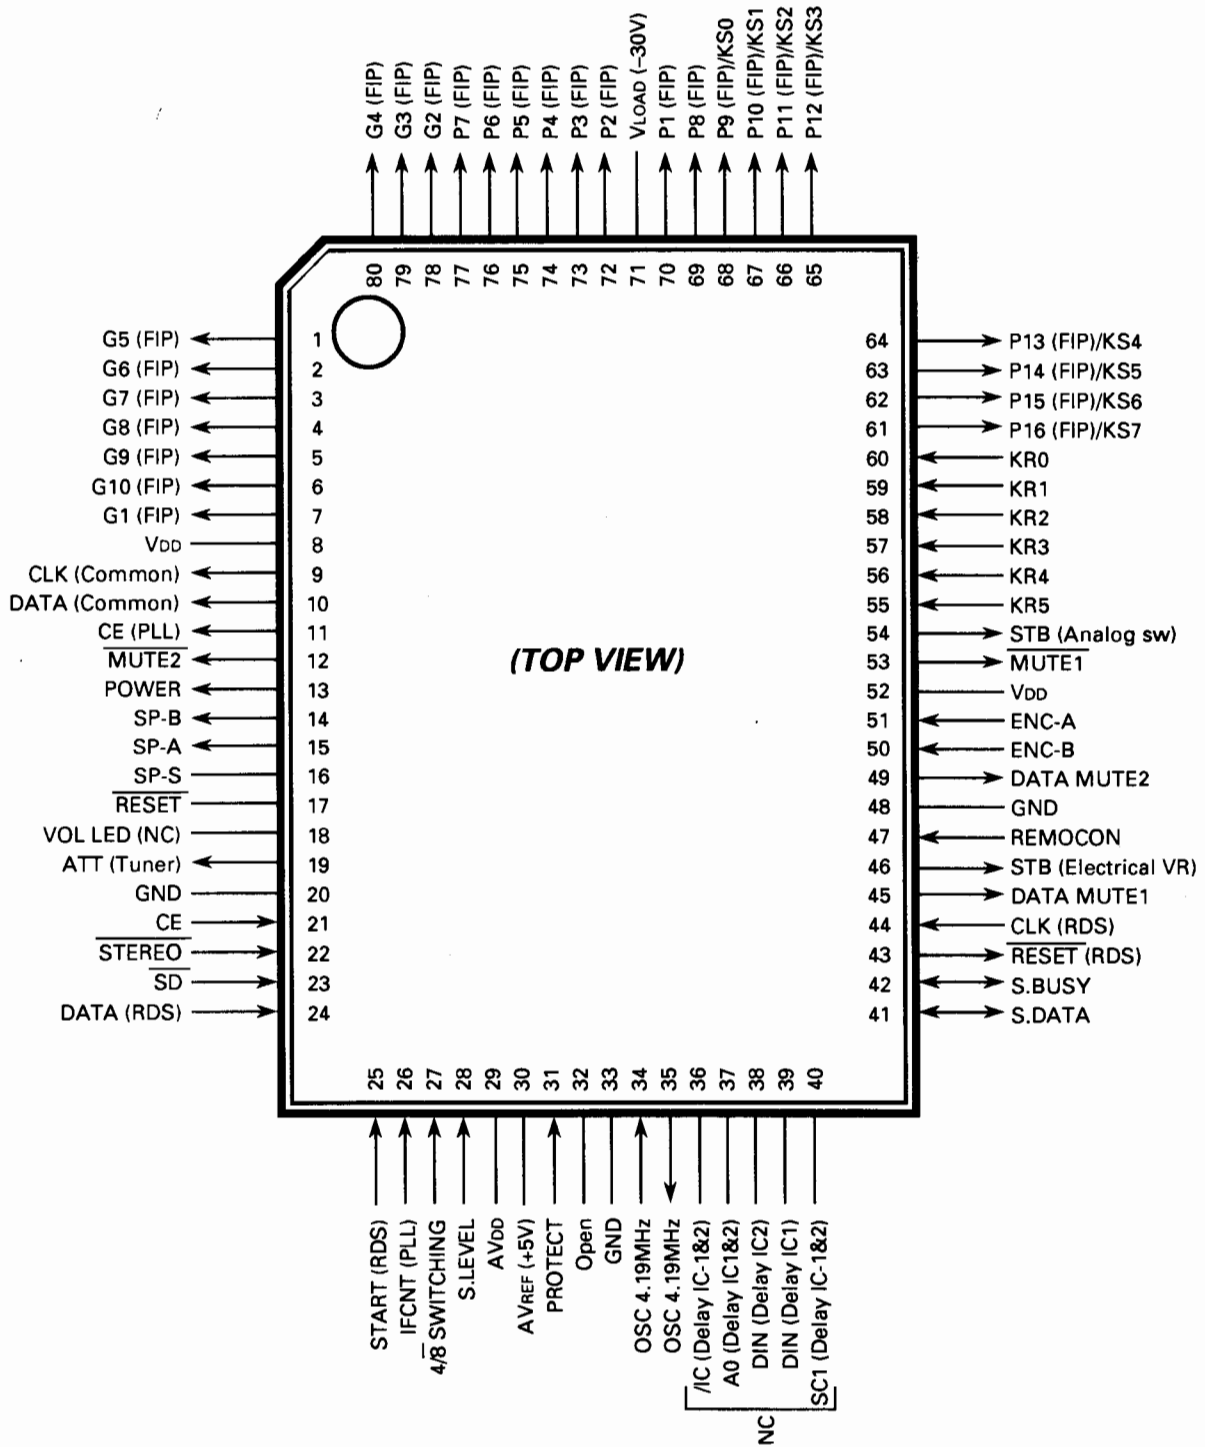 G4 (FIP)
G3 (FIP)
G2 (FIP)
P7 (FIP)
P6 (FIP)
P5 (FIP)
P4 (FIP)
P3 (FIP)
P2 (FIP)
VLOAD (–30V)
P1 (FIP)
P8 (FIP)
P9 (FIP)/KS0
P10 (FIP)/KS1
P11 (FIP)/KS2
P12 (FIP)/KS3
80
79
78
77
76
75
74
73
72
71
70
69
68
67
66
65
G5 (FIP) 1
G6 (FIP) 2
G7 (FIP) 3
G8 (FIP) 4
G9 (FIP) 5
G10 (FIP) 6
G1 (FIP) 7
VDD 8
CLK (Common) 9
DATA (Common) 10
CE (PLL) 11
MUTE2 12
POWER 13
SP-B 14
SP-A 15
SP-S 16
RESET 17
VOL LED (NC) 18
ATT (Tuner) 19
GND 20
CE 21
STEREO 22
SD 23
DATA (RDS) 24
(TOP VIEW)
64 P13 (FIP)/KS4
63 P14 (FIP)/KS5
62 P15 (FIP)/KS6
61 P16 (FIP)/KS7
60 KR0
59 KR1
58 KR2
57 KR3
56 KR4
55 KR5
54 STB (Analog sw)
53 MUTE1
52 VDD
51 ENC-A
50 ENC-B
49 DATA MUTE2
48 GND
47 REMOCON
46 STB (Electrical VR)
45 DATA MUTE1
44 CLK (RDS)
43 RESET (RDS)
42 S.BUSY
41 S.DATA
25
26
27
28
29
30
31
32
33
34
35
36
37
38
39
40
START (RDS)
IFCNT (PLL)
4/8 SWITCHING
S.LEVEL
AVDD
AVREF (+5V)
PROTECT
Open
GND
OSC 4.19MHz
OSC 4.19MHz
/IC (Delay IC-1&2)
A0 (Delay IC1&2)
DIN (Delay IC2)
DIN (Delay IC1)
SC1 (Delay IC-1&2)
NC